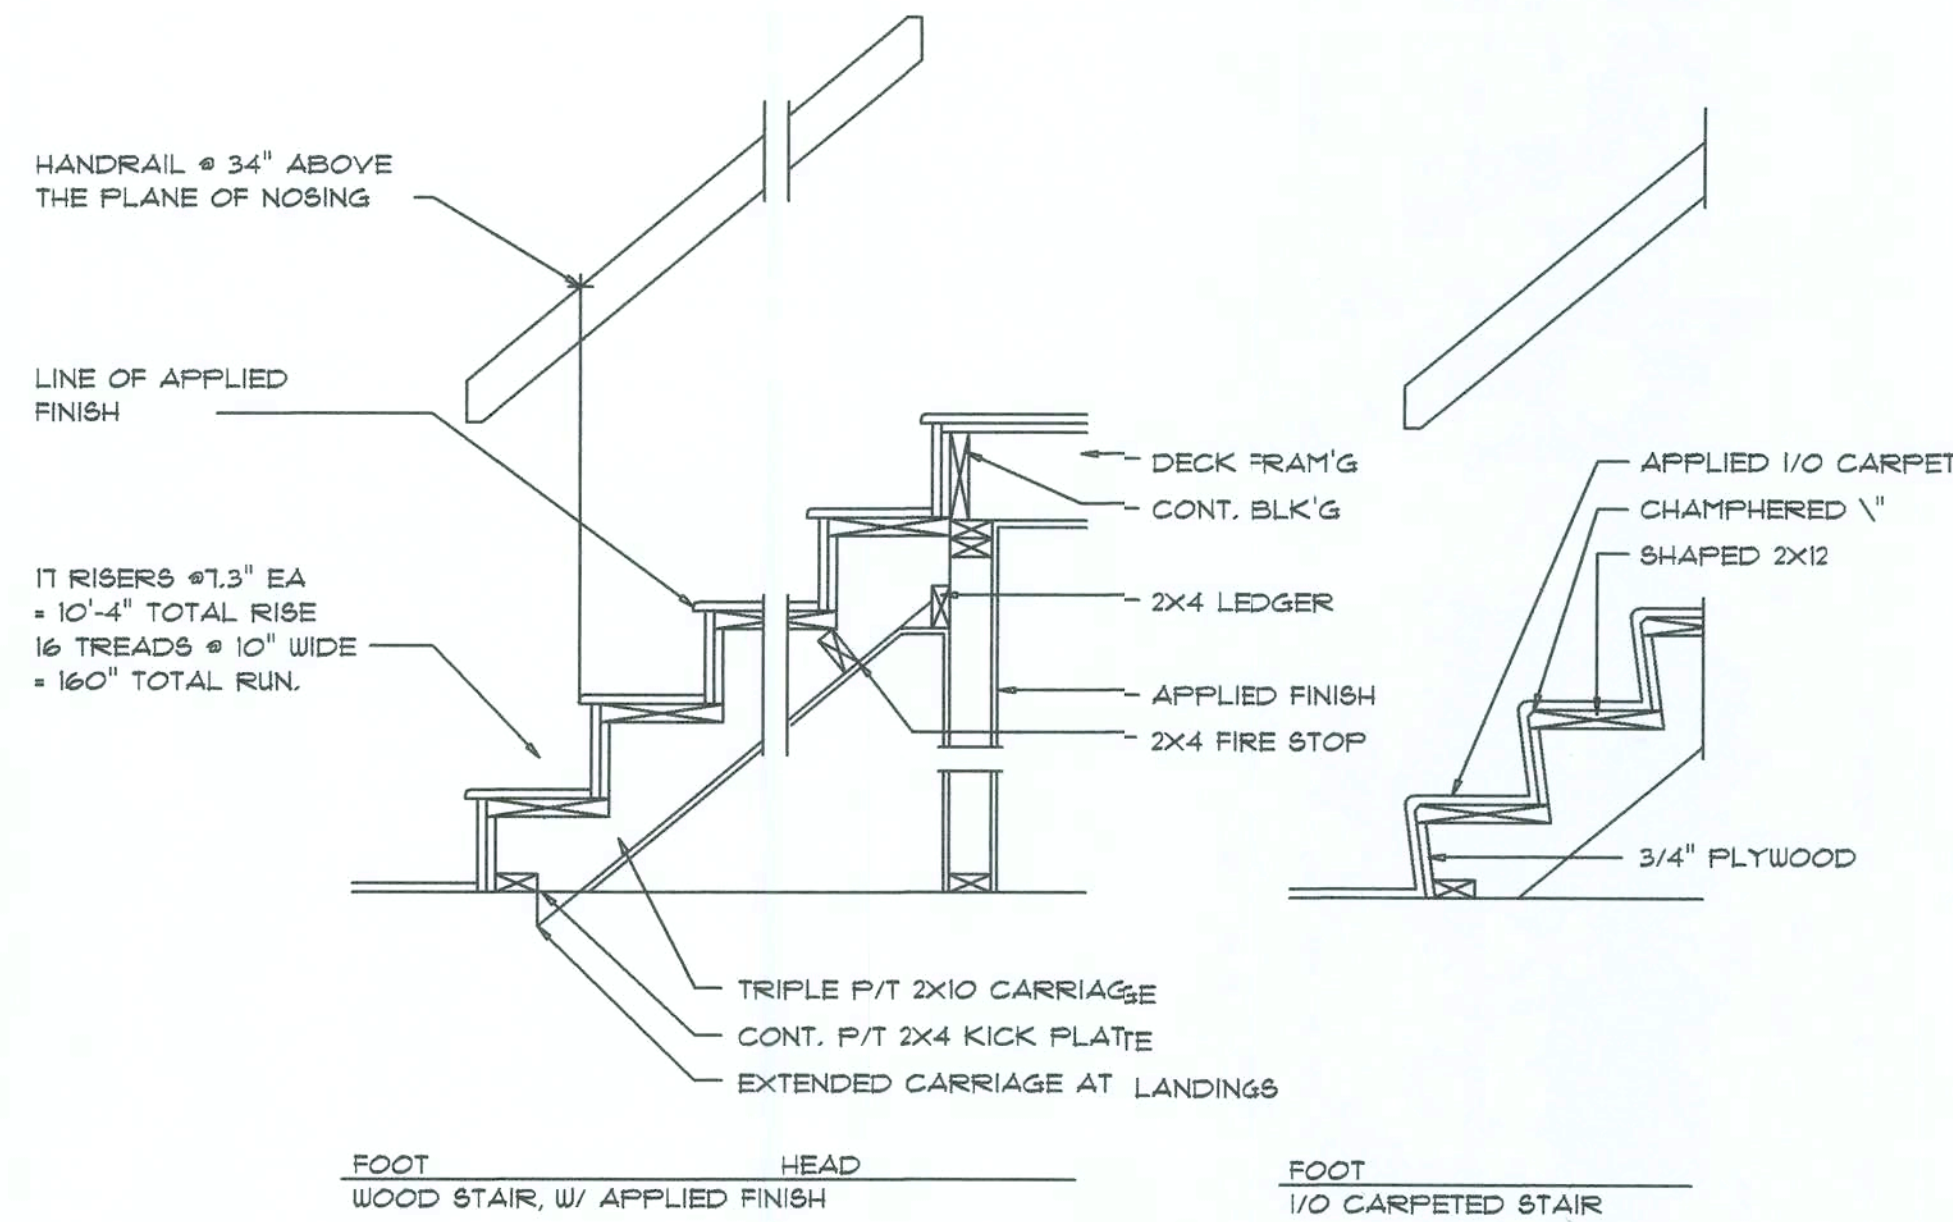 HANDRAIL @ 34" ABOVE
THE PLANE OF NOSING
LINE OF APPLIED
FINISH
17 RISERS @7.3" EA
= 10'-4" TOTAL RISE
16 TREADS @ 10" WIDE
= 160" TOTAL RUN.
DECK FRAM'G
CONT. BLK'G
2X4 LEDGER
APPLIED FINISH
2X4 FIRE STOP
TRIPLE P/T 2X10 CARRIAGE
CONT. P/T 2X4 KICK PLATE
EXTENDED CARRIAGE AT LANDINGS
FOOT HEAD
WOOD STAIR, W/ APPLIED FINISH
APPLIED I/O CARPET
CHAMPHERED \"
SHAPED 2X12
3/4" PLYWOOD
FOOT
I/O CARPETED STAIR